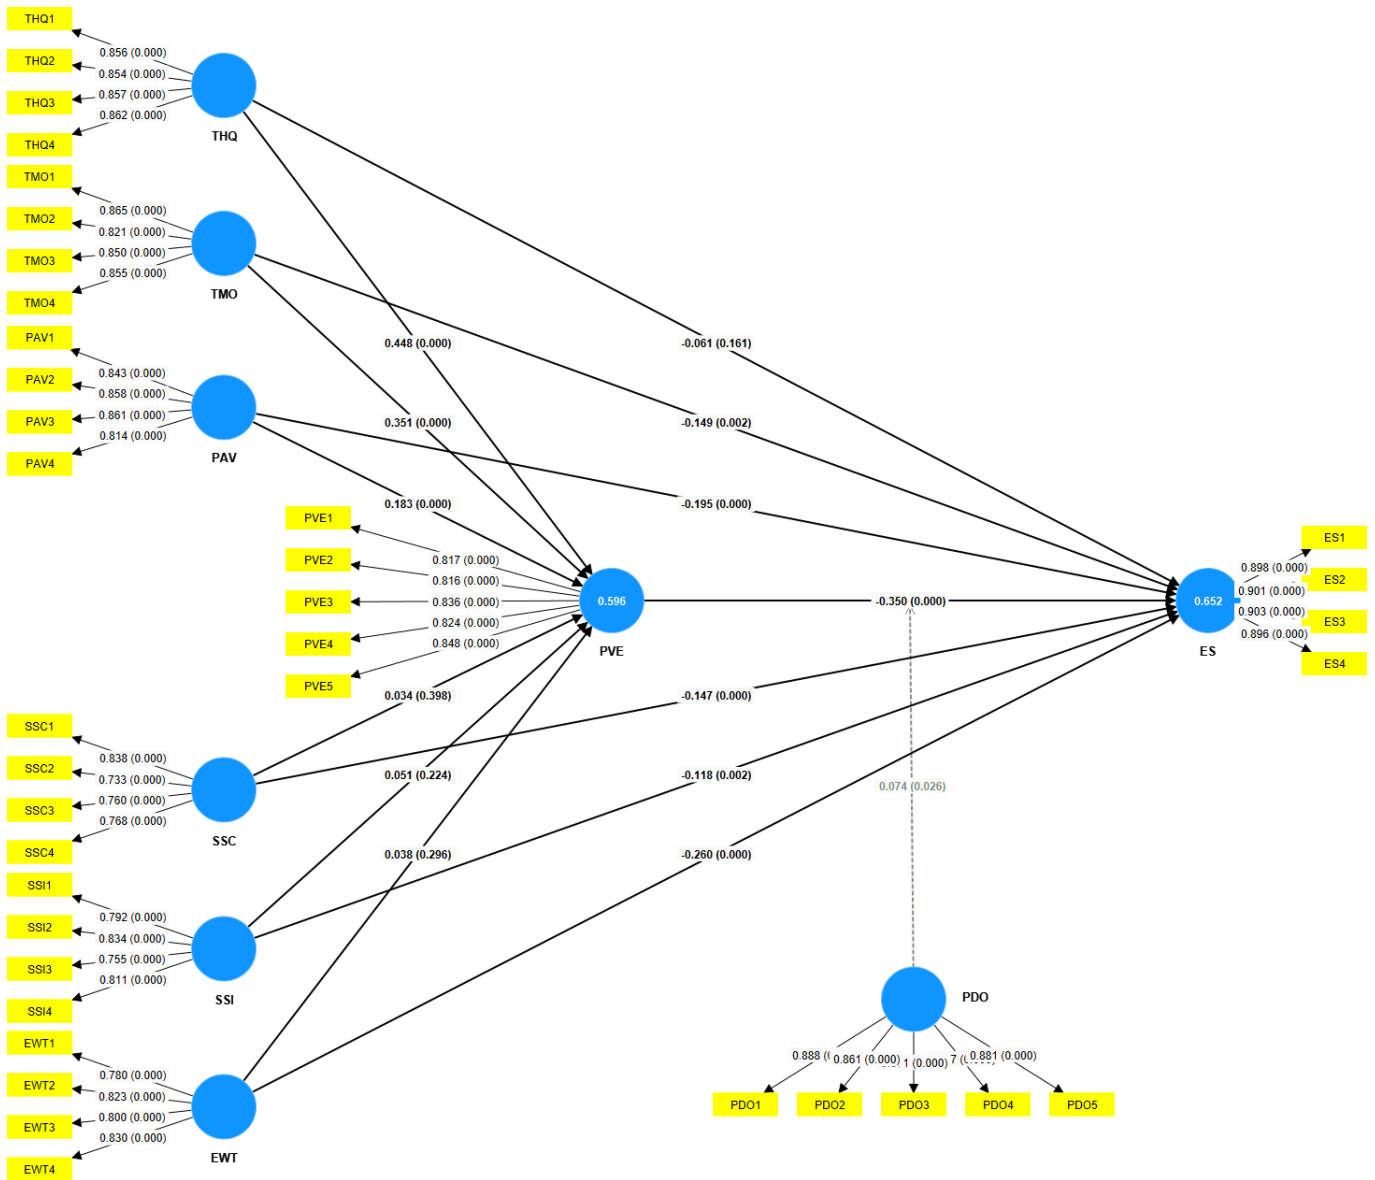 THQ1
THQ2
THQ3
THQ4
0.856 (0.000)
0.854 (0.000)
0.857 (0.000)
0.862 (0.000)
THQ
TMO1
TMO2
TMO3
TMO4
0.865 (0.000)
0.821 (0.000)
0.850 (0.000)
0.855 (0.000)
TMO
PAV1
PAV2
PAV3
PAV4
0.843 (0.000)
0.858 (0.000)
0.861 (0.000)
0.814 (0.000)
PAV
0.448 (0.000)
-0.061 (0.161)
0.351 (0.000)
-0.149 (0.002)
0.183 (0.000)
-0.195 (0.000)
PVE1
PVE2
PVE3
PVE4
PVE5
0.817 (0.000)
0.816 (0.000)
0.836 (0.000)
0.824 (0.000)
0.848 (0.000)
0.596
PVE
-0.350 (0.000)
0.652
ES
0.898 (0.000)
0.901 (0.000)
0.903 (0.000)
0.896 (0.000)
ES1
ES2
ES3
ES4
0.034 (0.398)
-0.147 (0.000)
0.051 (0.224)
-0.118 (0.002)
0.074 (0.026)
0.038 (0.296)
-0.260 (0.000)
SSC1
SSC2
SSC3
SSC4
0.838 (0.000)
0.733 (0.000)
0.760 (0.000)
0.768 (0.000)
SSC
SSI1
SSI2
SSI3
SSI4
0.792 (0.000)
0.834 (0.000)
0.755 (0.000)
0.811 (0.000)
SSI
EWT1
EWT2
EWT3
EWT4
0.780 (0.000)
0.823 (0.000)
0.800 (0.000)
0.830 (0.000)
EWT
PDO
0.888
0.861 (0.000)
(0.000)
0.881 (0.000)
PDO1
PDO2
PDO3
PDO4
PDO5